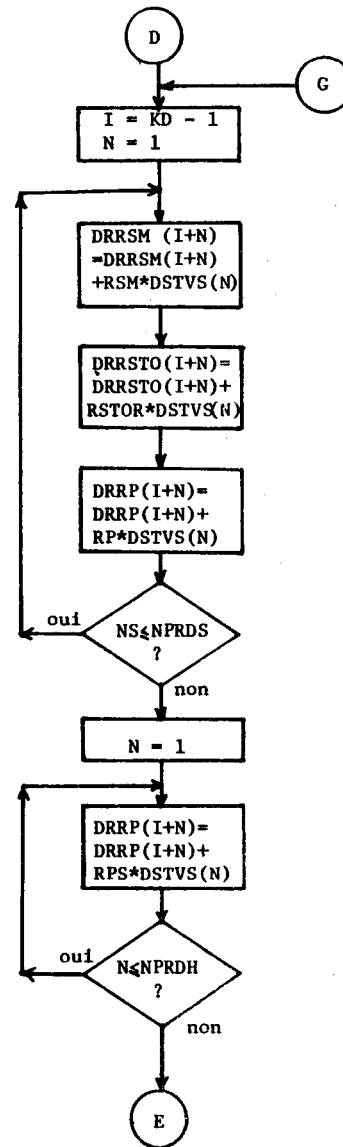 D
G
I = KD - 1
N = 1
DRRSM (I+N)
=DRRSM(I+N)
+RSM*DSTVS(N)
DRRSTO(I+N)=
DRRSTO(I+N)+
RSTOR*DSTVS(N)
DRRP(I+N)=
DRRP(I+N)+
RP*DSTVS(N)
oui
NS⩽NPRDS
?
non
N = 1
DRRP(I+N)=
DRRP(I+N)+
RPS*DSTVS(N)
oui
N⩽NPRDH
?
non
E